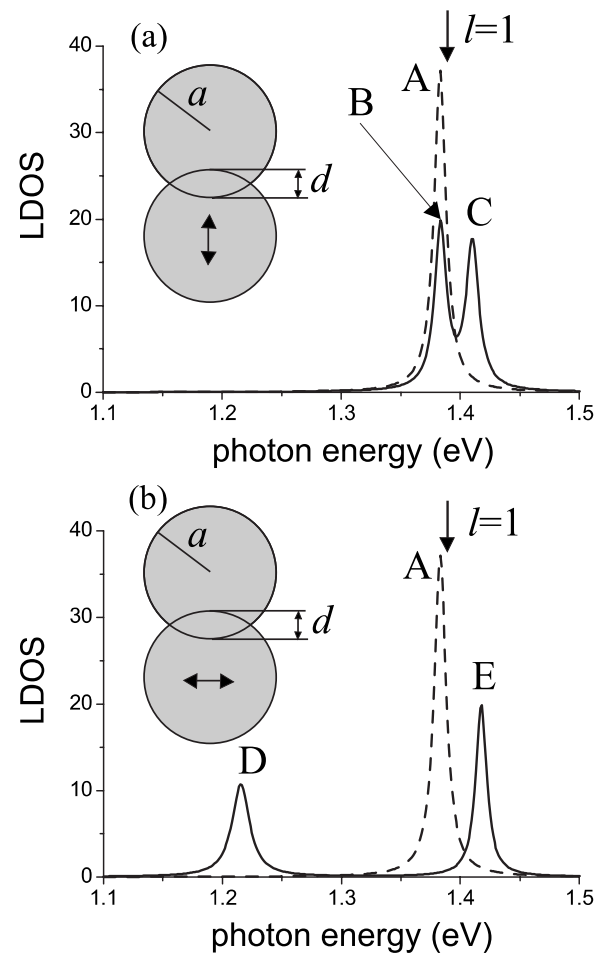 (a)
l=1
40
A
a
B
30
d
C
LDOS
20
10
0
1.1 1.2 1.3 1.4 1.5
photon energy (eV)
(b)
l=1
40
A
a
30
d
E
LDOS
20
D
10
0
1.1 1.2 1.3 1.4 1.5
photon energy (eV)